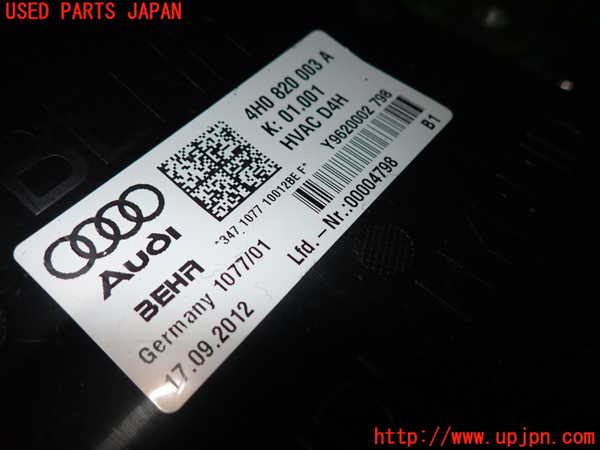 USED PARTS JAPAN
4H0 820 003 A
K: 01.001
HVAC D4H
Y9620002 798
B1
*347 1077 10012BE F*
Lfd.-Nr.:00004798
Audi
BEHR
Germany 1077/01
17.09.2012
http://www.upjpn.com